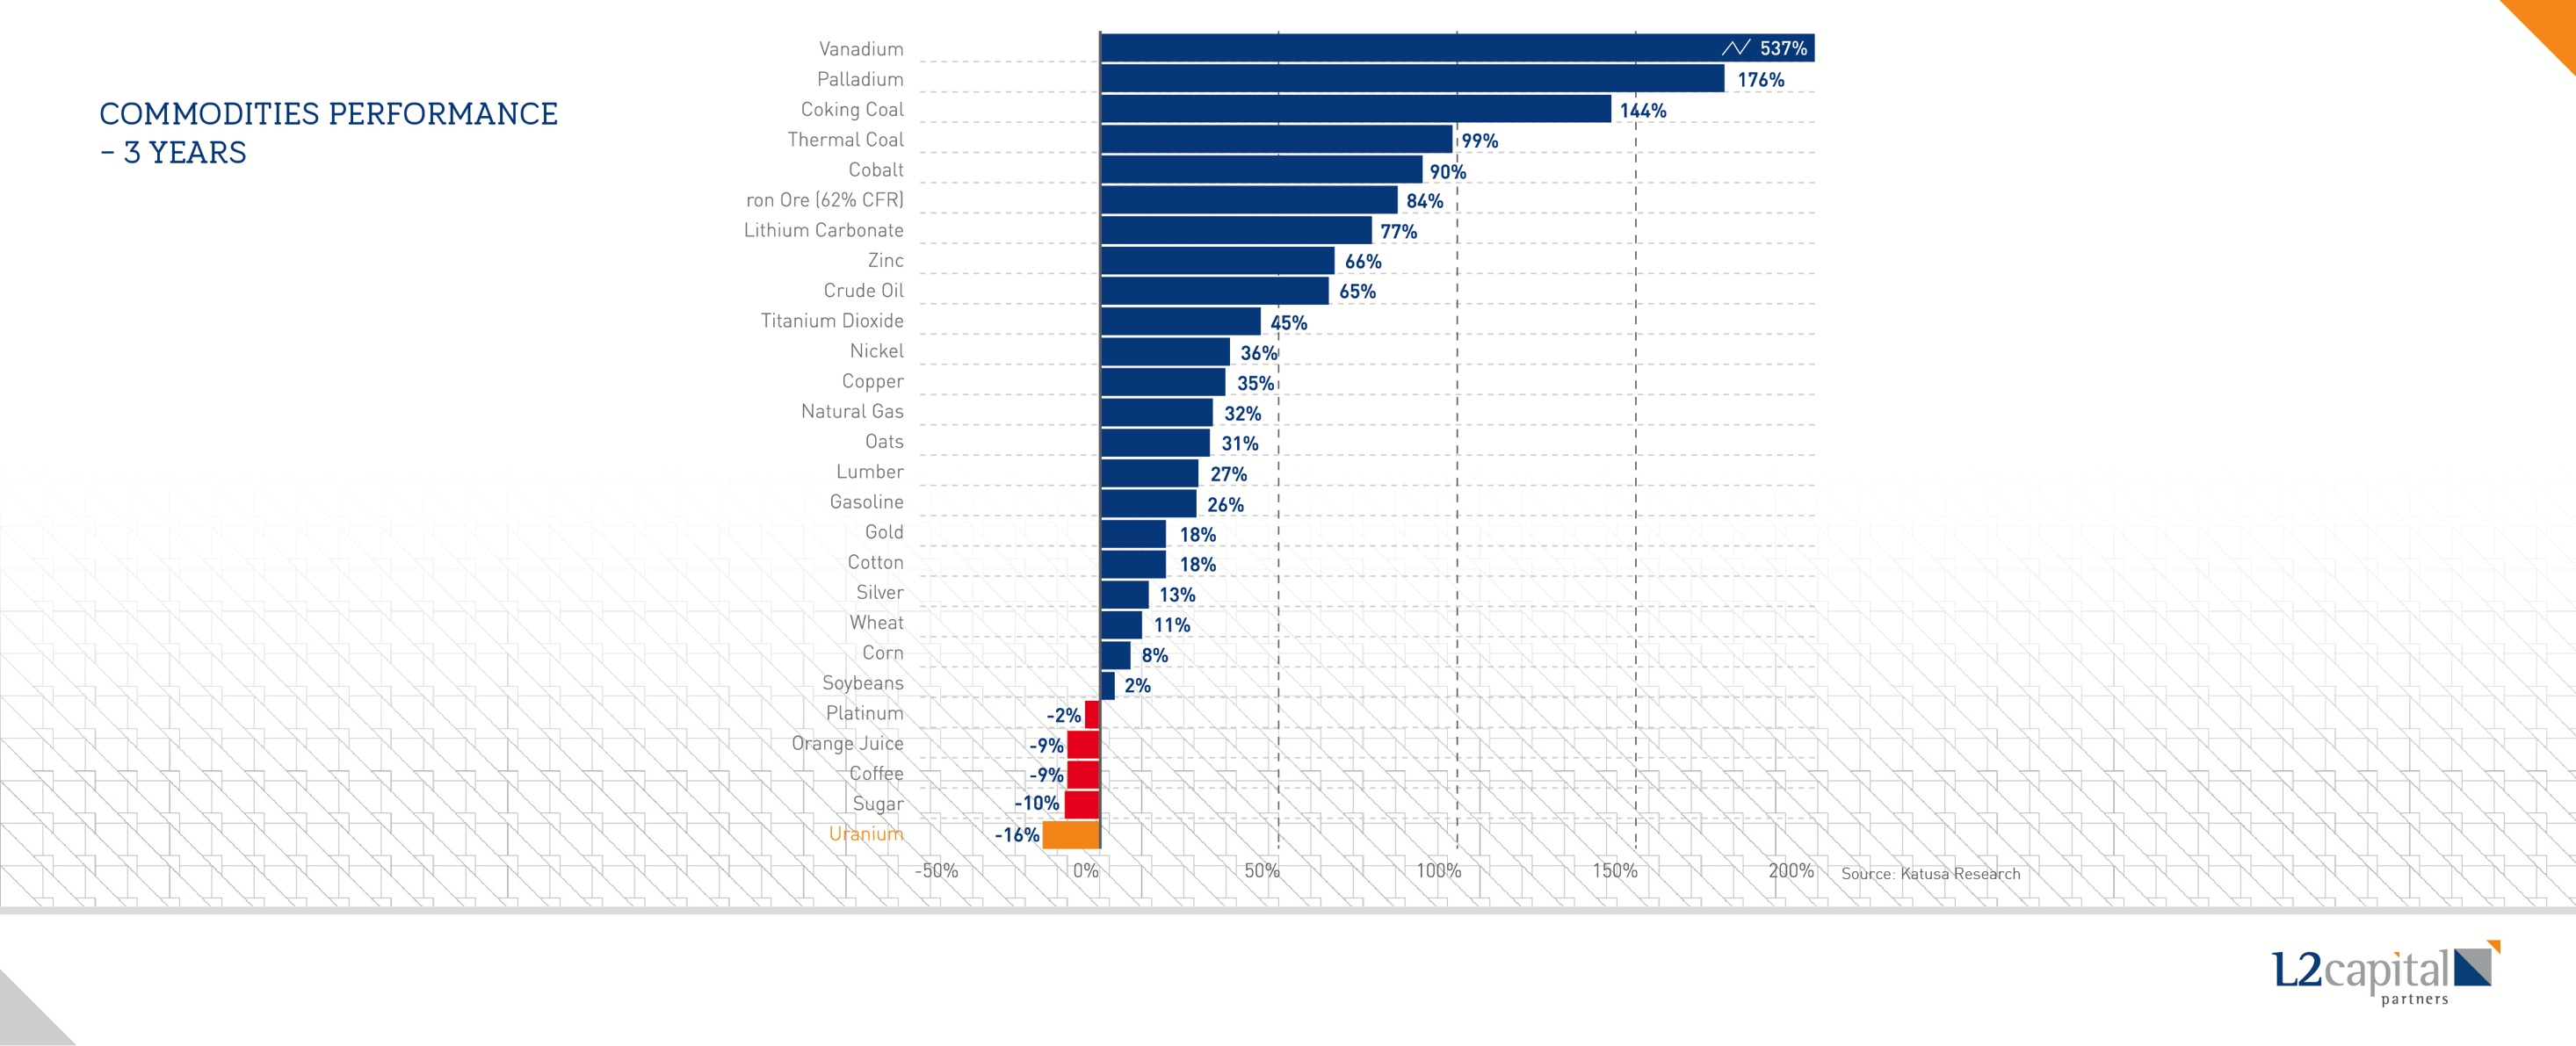 COMMODITIES PERFORMANCE
– 3 YEARS
Vanadium 537%
Palladium 176%
Coking Coal 144%
Thermal Coal 99%
Cobalt 90%
ron Ore (62% CFR) 84%
Lithium Carbonate 77%
Zinc 66%
Crude Oil 65%
Titanium Dioxide 45%
Nickel 36%
Copper 35%
Natural Gas 32%
Oats 31%
Lumber 27%
Gasoline 26%
Gold 18%
Cotton 18%
Silver 13%
Wheat 11%
Corn 8%
Soybeans 2%
Platinum -2%
Orange Juice -9%
Coffee -9%
Sugar -10%
Uranium -16%
-50% 0% 50% 100% 150% 200%
Source: Katusa Research
L2capital
partners